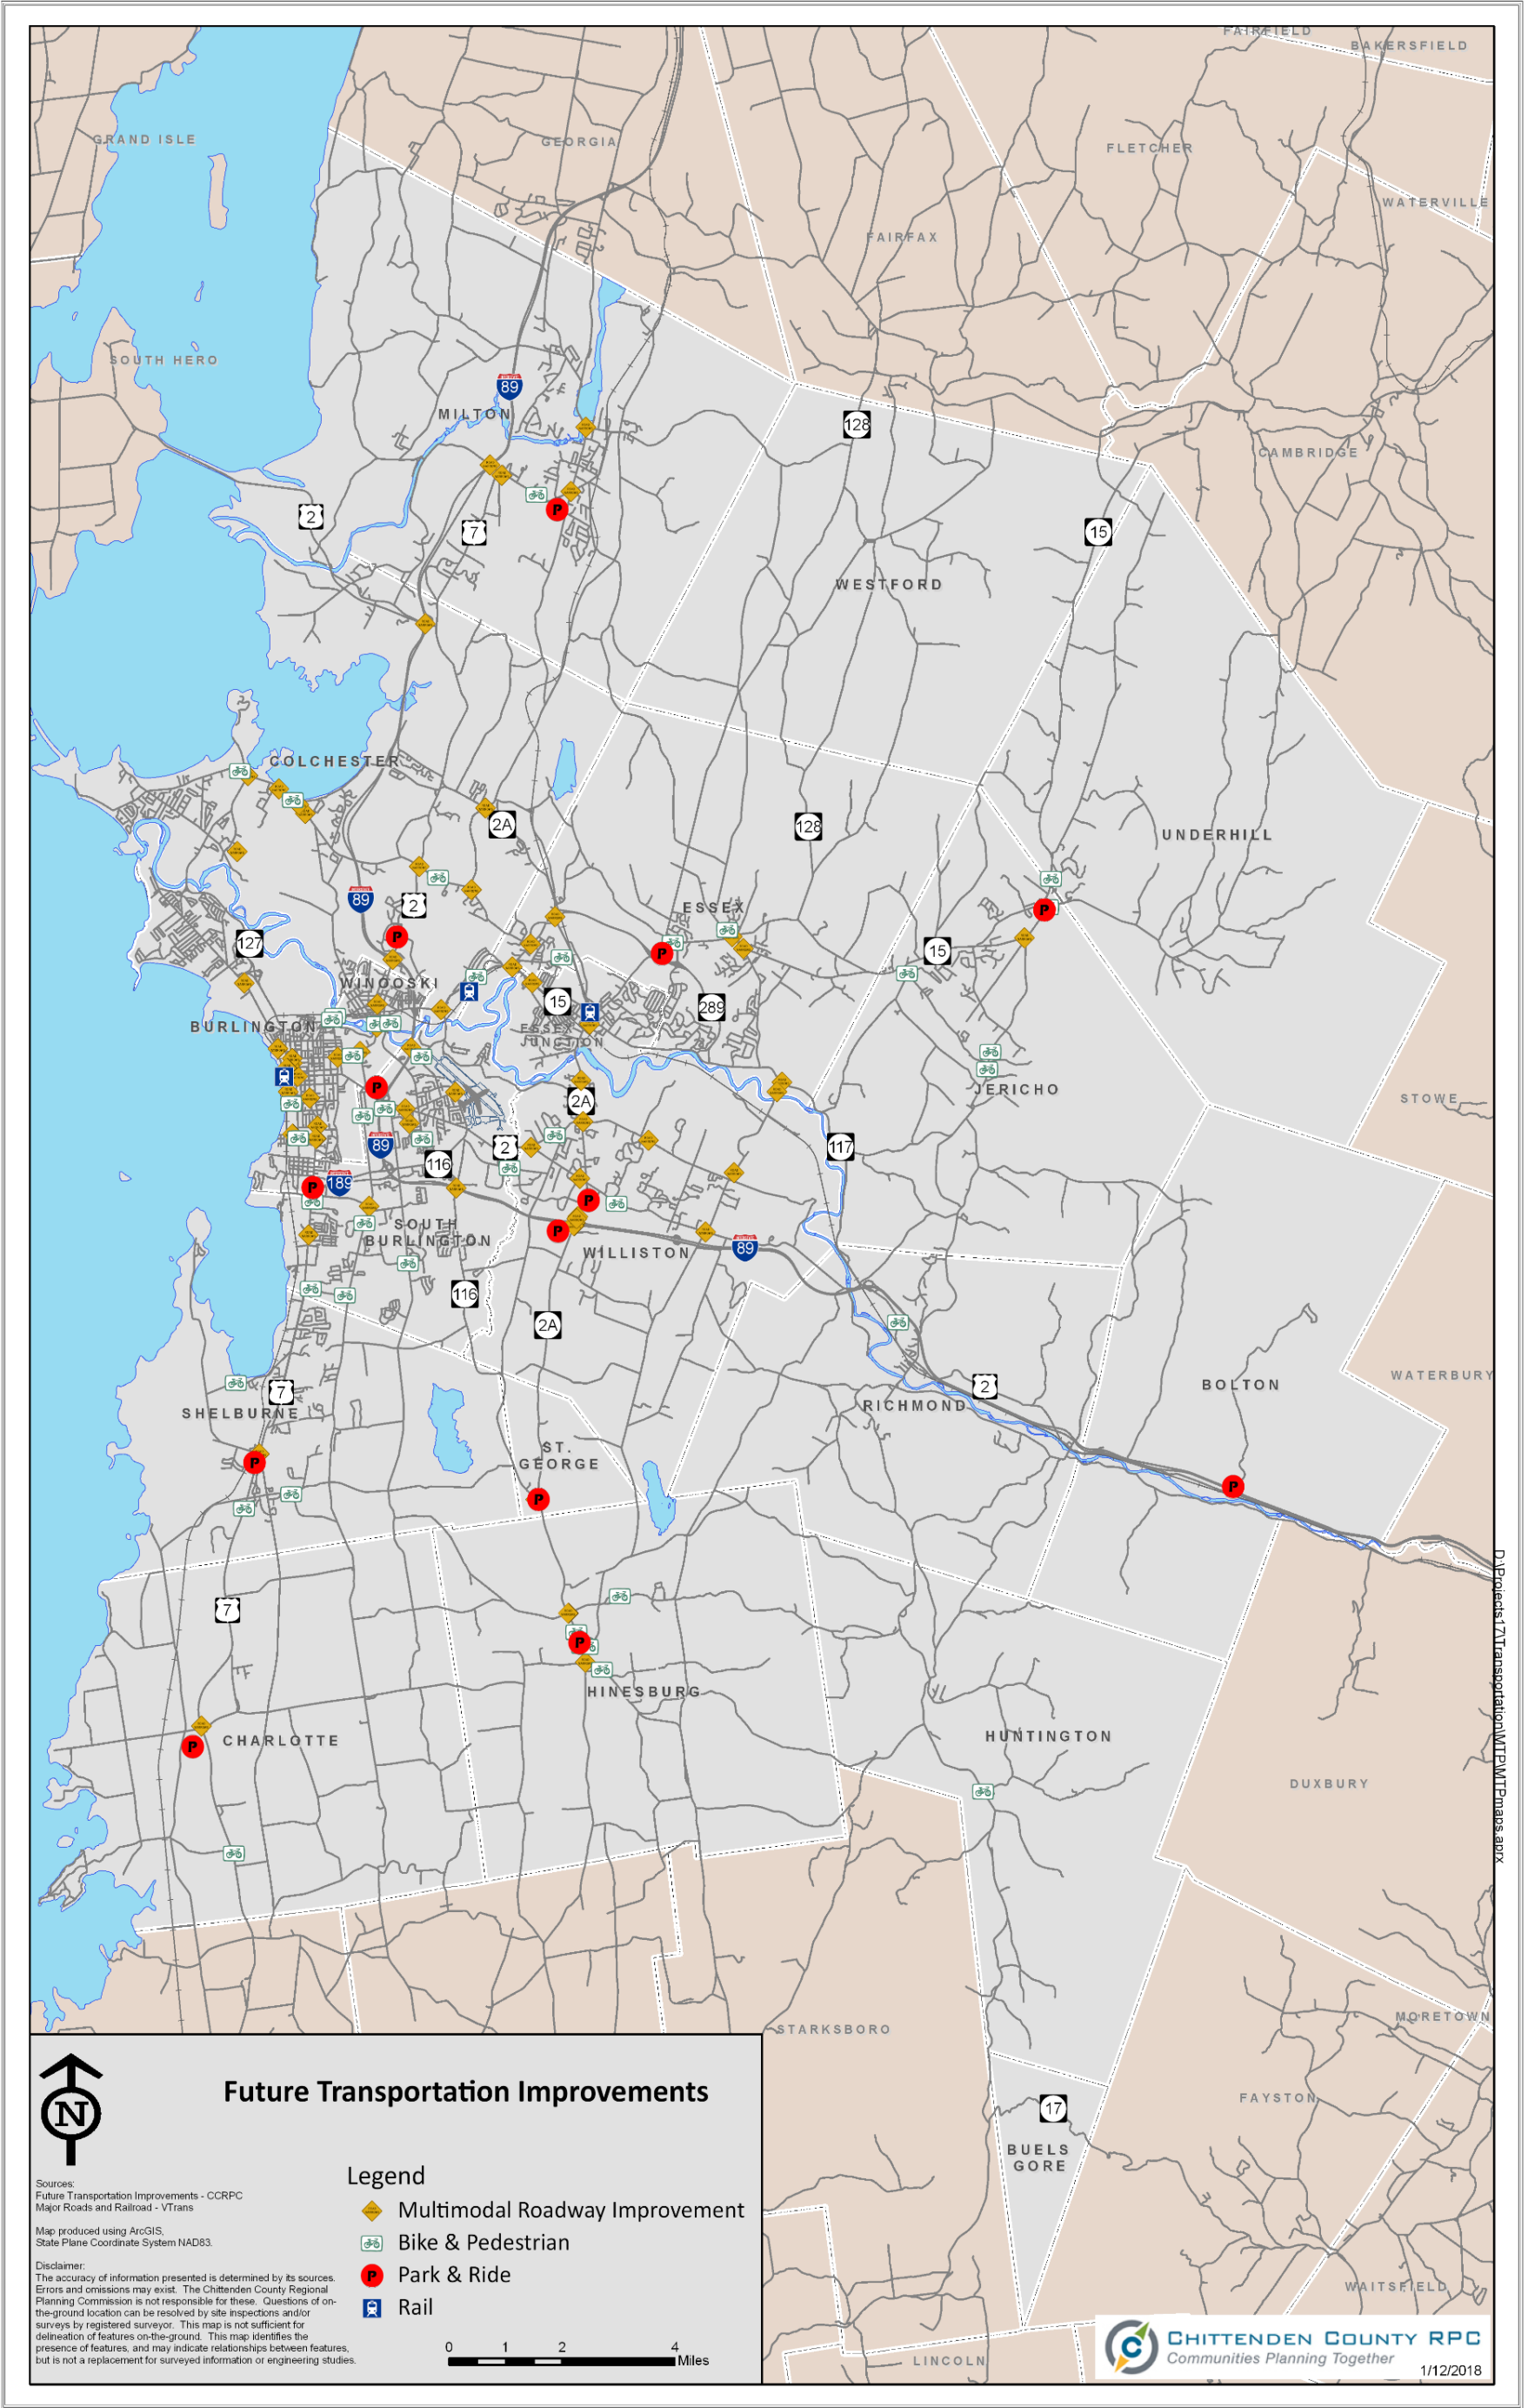 FAIRFIELD
BAKERSFIELD
GRAND ISLE
GEORGIA
FLETCHER
WATERVILLE
FAIRFAX
SOUTH HERO
89
MILTON
128
CAMBRIDGE
2
7
15
WESTFORD
COLCHESTER
2A
128
UNDERHILL
89
2
ESSEX
P
P
P
127
15
WINOOSKI
15
289
BURLINGTON
ESSEX
JUNCTION
P
JERICHO
2A
STOWE
89
2
117
116
P
189
P
SOUTH
BURLINGTON
P
WILLISTON
89
116
2A
P
7
2
BOLTON
WATERBURY
SHELBURNE
RICHMOND
ST.
GEORGE
P
P
P
7
P
HINESBURG
CHARLOTTE
P
HUNTINGTON
DUXBURY
D:\Projects17\Transportation\MTP\MTPmaps.aprx
STARKSBORO
MORETOWN
FAYSTON
17
BUELS
GORE
WAITSFIELD
LINCOLN
N
Future Transportation Improvements
Sources:
Future Transportation Improvements - CCRPC
Major Roads and Railroad - VTrans
Map produced using ArcGIS,
State Plane Coordinate System NAD83.
Disclaimer:
The accuracy of information presented is determined by its sources.
Errors and omissions may exist. The Chittenden County Regional
Planning Commission is not responsible for these. Questions of on-
the-ground location can be resolved by site inspections and/or
surveys by registered surveyor. This map is not sufficient for
delineation of features on-the-ground. This map identifies the
presence of features, and may indicate relationships between features,
but is not a replacement for surveyed information or engineering studies.
Legend
Multimodal Roadway Improvement
Bike & Pedestrian
P Park & Ride
Rail
0 1 2 4
Miles
C
CHITTENDEN COUNTY RPC
Communities Planning Together
1/12/2018